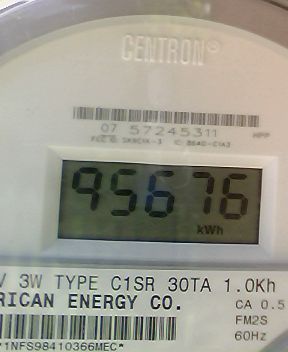 CENTRON®
07 57245311 HPP
95676
kWh
V 3W TYPE C1SR 30TA 1.0Kh
RICAN ENERGY CO.
CA 0.5
FM2S
60Hz
*1NFS98410366MEC*